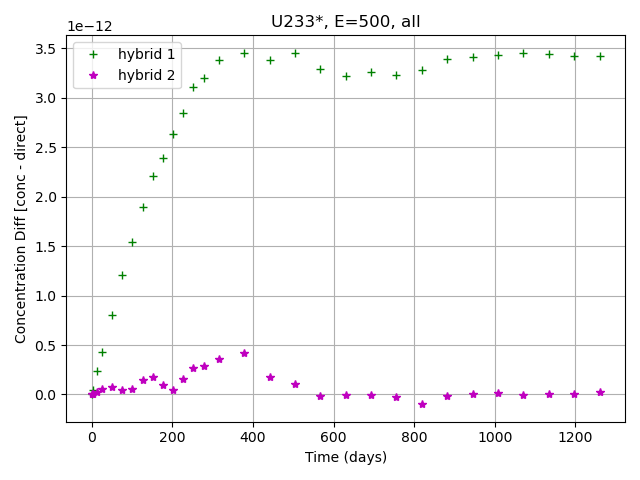 U233*, E=500, all
1e−12
hybrid 1
hybrid 2
Concentration Diff [conc - direct]
3.5
3.0
2.5
2.0
1.5
1.0
0.5
0.0
0 200 400 600 800 1000 1200
Time (days)